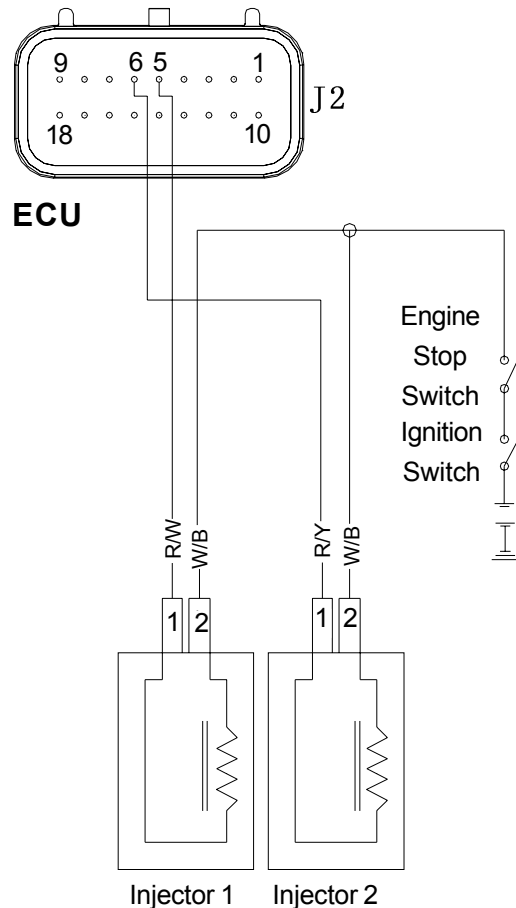 9 6 5 1
J2
18 10
ECU
Engine
Stop
Switch
Ignition
Switch
R/W W/B R/Y W/B
1 2 1 2
Injector 1 Injector 2